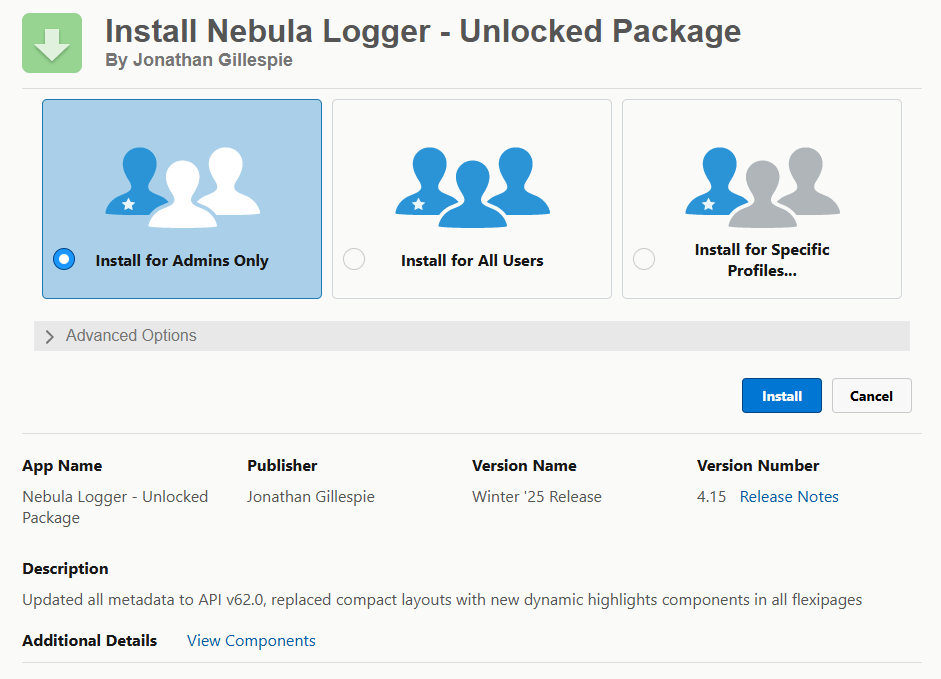 Install Nebula Logger - Unlocked Package
By Jonathan Gillespie
Install for Admins Only
Install for All Users
Install for Specific
Profiles...
Advanced Options
Install
Cancel
App Name
Publisher
Version Name
Version Number
Nebula Logger - Unlocked
Package
Jonathan Gillespie
Winter '25 Release
4.15 Release Notes
Description
Updated all metadata to API v62.0, replaced compact layouts with new dynamic highlights components in all flexipages
Additional Details View Components